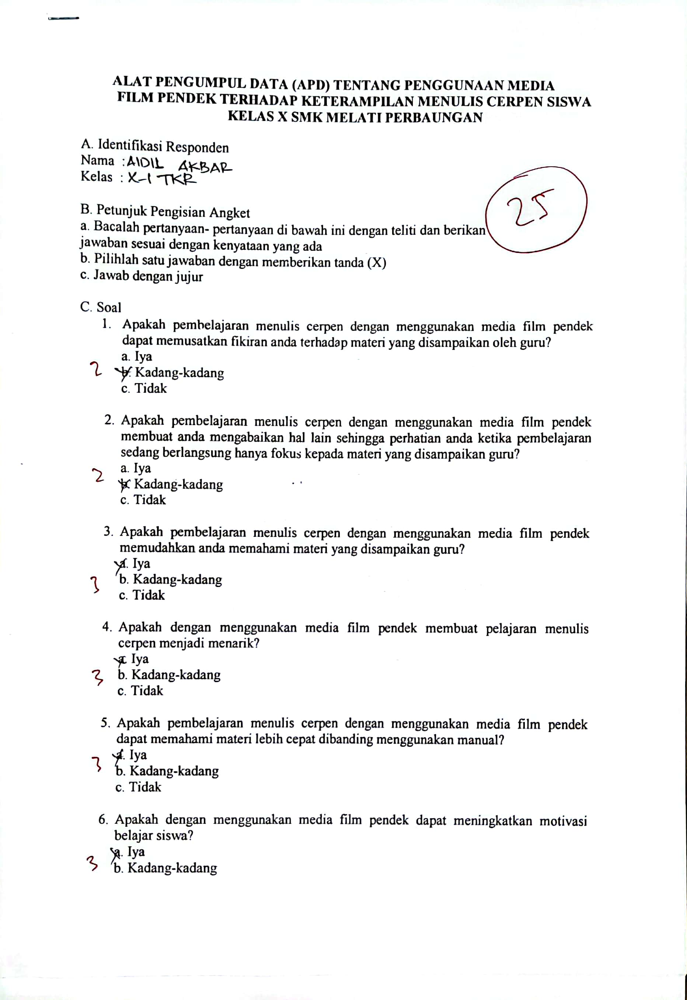 ALAT PENGUMPUL DATA (APD) TENTANG PENGGUNAAN MEDIA
FILM PENDEK TERHADAP KETERAMPILAN MENULIS CERPEN SISWA
KELAS X SMK MELATI PERBAUNGAN
A. Identifikasi Responden
Nama : AIDIL AKBAR
Kelas : X-1 TKR
25
B. Petunjuk Pengisian Angket
a. Bacalah pertanyaan- pertanyaan di bawah ini dengan teliti dan berikan
jawaban sesuai dengan kenyataan yang ada
b. Pilihlah satu jawaban dengan memberikan tanda (X)
c. Jawab dengan jujur
C. Soal
1. Apakah pembelajaran menulis cerpen dengan menggunakan media film pendek
dapat memusatkan fikiran anda terhadap materi yang disampaikan oleh guru?
a. Iya
2 b. Kadang-kadang
c. Tidak
2. Apakah pembelajaran menulis cerpen dengan menggunakan media film pendek
membuat anda mengabaikan hal lain sehingga perhatian anda ketika pembelajaran
sedang berlangsung hanya fokus kepada materi yang disampaikan guru?
2 a. Iya
b. Kadang-kadang
c. Tidak
3. Apakah pembelajaran menulis cerpen dengan menggunakan media film pendek
memudahkan anda memahami materi yang disampaikan guru?
a. Iya
3 b. Kadang-kadang
c. Tidak
4. Apakah dengan menggunakan media film pendek membuat pelajaran menulis
cerpen menjadi menarik?
a. Iya
3 b. Kadang-kadang
c. Tidak
5. Apakah pembelajaran menulis cerpen dengan menggunakan media film pendek
dapat memahami materi lebih cepat dibanding menggunakan manual?
a. Iya
3 b. Kadang-kadang
c. Tidak
6. Apakah dengan menggunakan media film pendek dapat meningkatkan motivasi
belajar siswa?
a. Iya
3 b. Kadang-kadang